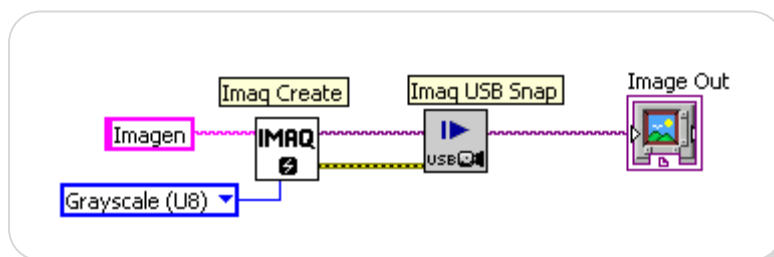 Imaq Create
Imaq USB Snap
Image Out
Imagen
IMAQ
USB
Grayscale (U8)